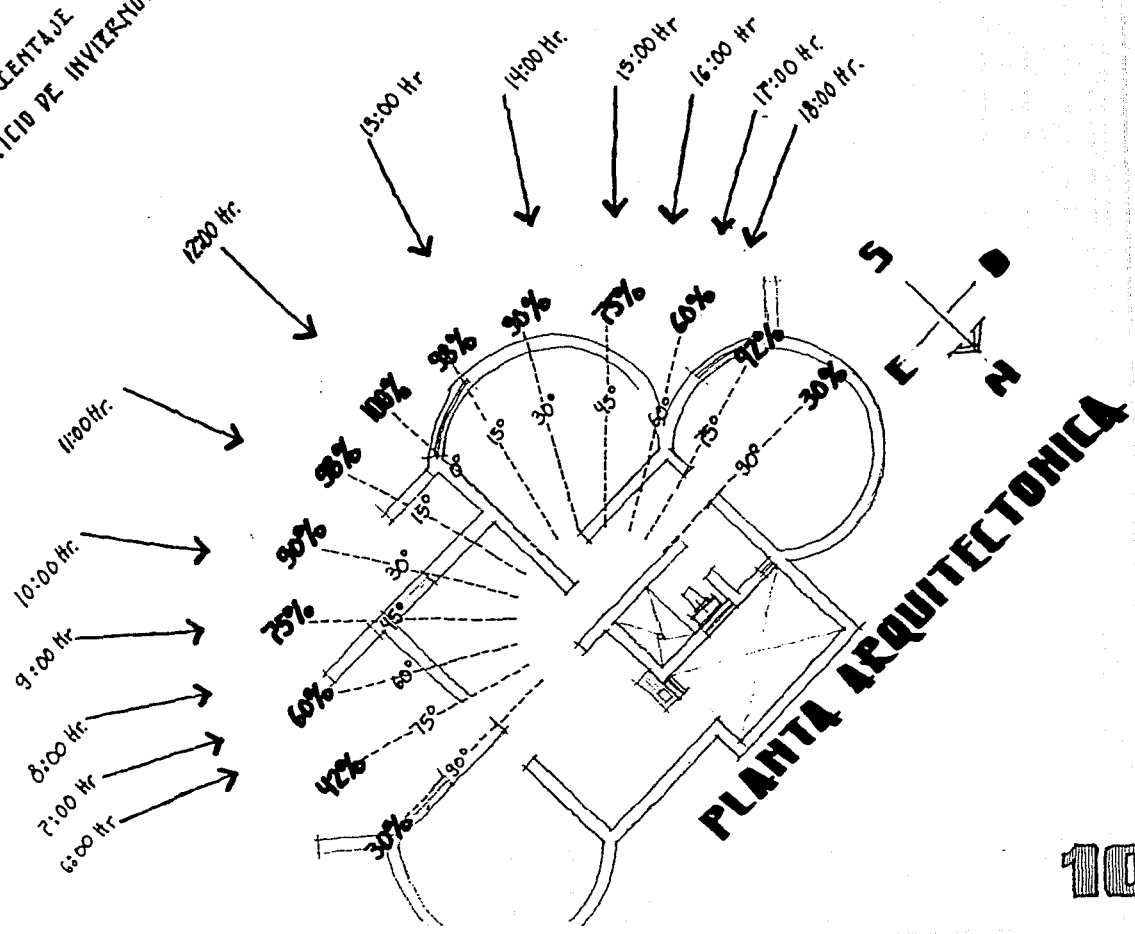 CENTAJE
ICIO DE INVIERNO
6:00 Hr
7:00 Hr
8:00 Hr.
9:00 Hr
10:00 Hr.
11:00 Hr.
12:00 Hr.
13:00 Hr
14:00 Hr.
15:00 Hr
16:00 Hr
17:00 Hr.
18:00 Hr.
30%
42%
60%
75%
90%
98%
100%
98%
90%
75%
60%
42%
30%
90°
75°
60°
45°
30°
15°
0°
15°
30°
45°
60°
75°
90°
S
O
E
N
PLANTA ARQUITECTONICA
10